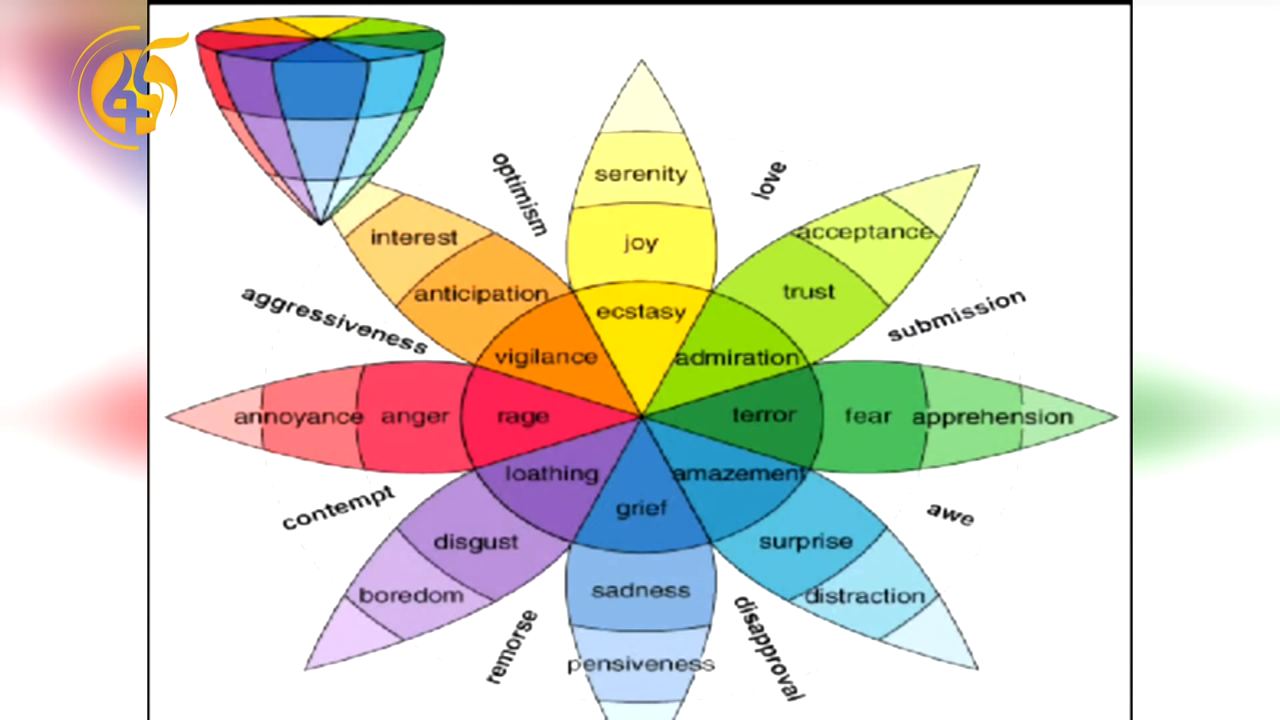 optimism
serenity
love
interest
joy
acceptance
anticipation
trust
aggressiveness
ecstasy
submission
vigilance
admiration
annoyance
anger
rage
terror
fear
apprehension
loathing
amazement
contempt
grief
awe
disgust
surprise
boredom
sadness
distraction
remorse
pensiveness
disapproval